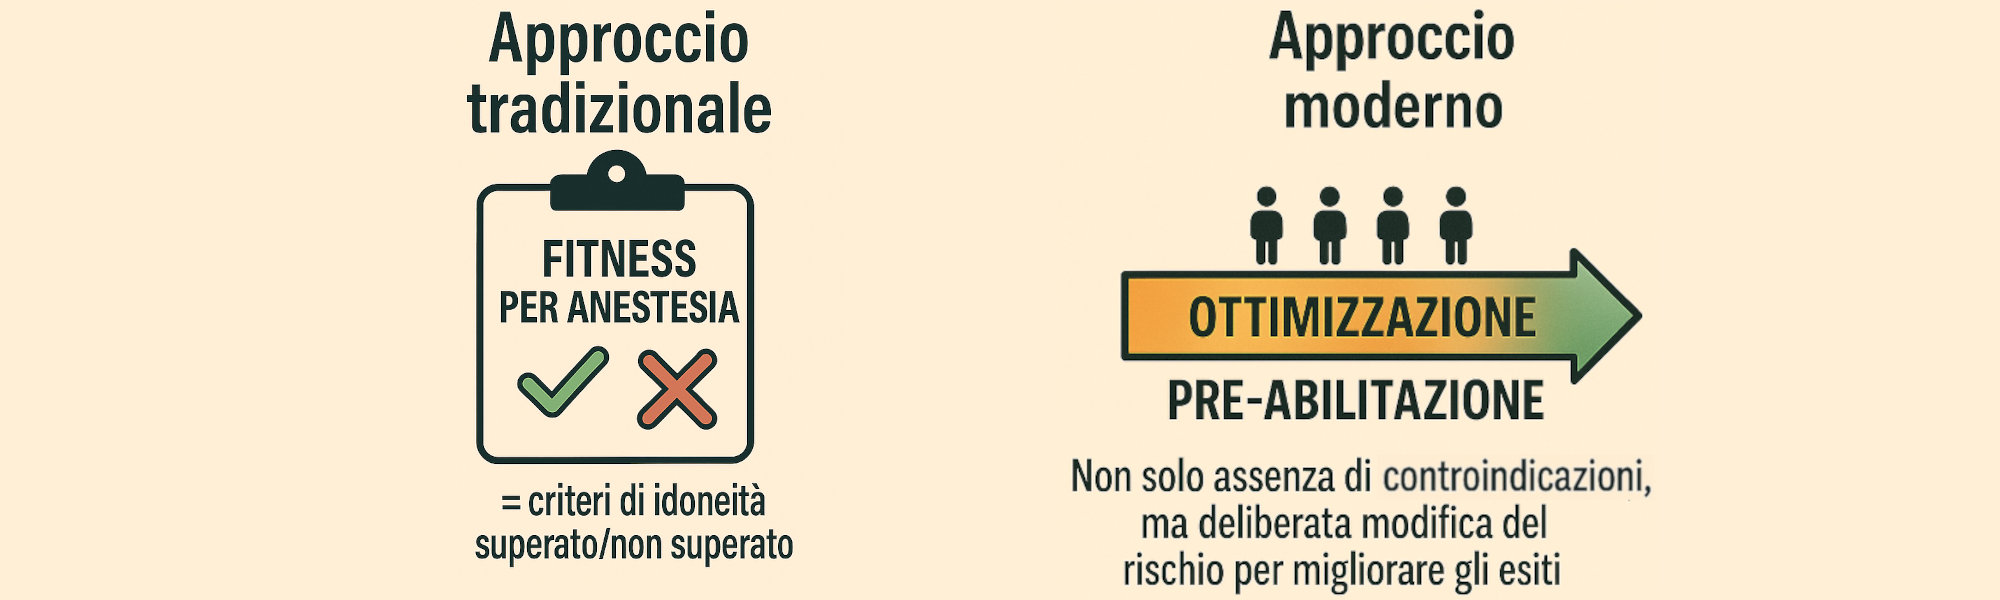 Approccio
tradizionale
FITNESS
PER ANESTESIA
= criteri di idoneità
superato/non superato
Approccio
moderno
OTTIMIZZAZIONE
PRE-ABILITAZIONE
Non solo assenza di controindicazioni,
ma deliberata modifica del
rischio per migliorare gli esiti